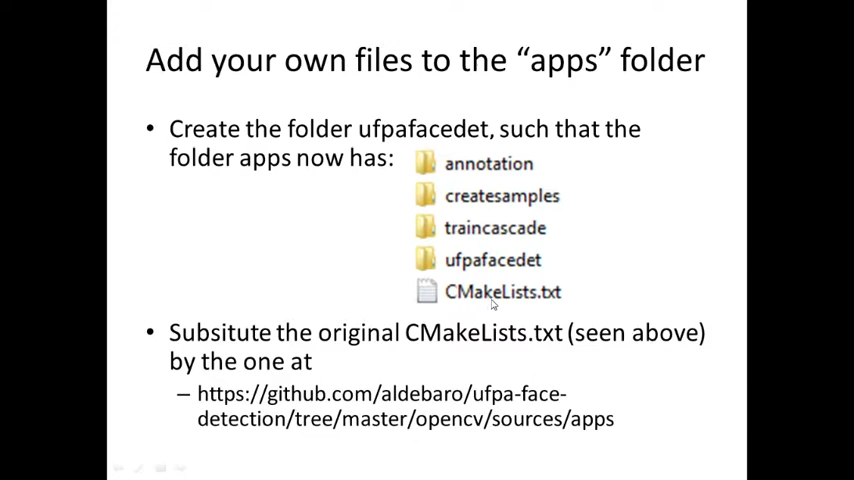 Add your own files to the “apps” folder
• Create the folder ufpafacedet, such that the
folder apps now has:
annotation
createsamples
traincascade
ufpafacedet
CMakeLists.txt
• Subsitute the original CMakeLists.txt (seen above)
by the one at
– https://github.com/aldebaro/ufpa-face-
detection/tree/master/opencv/sources/apps